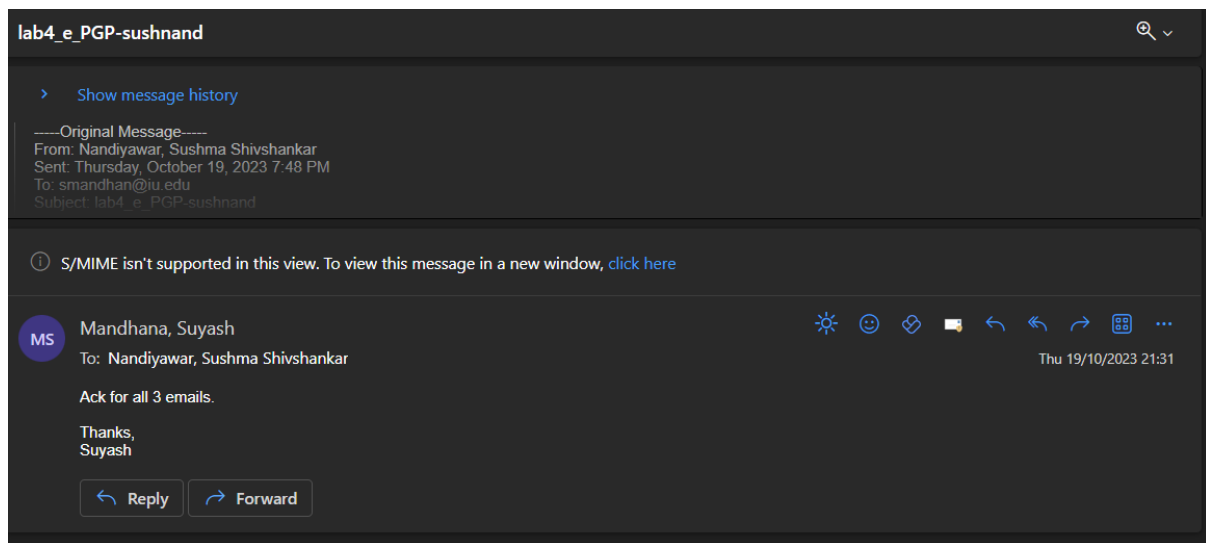 lab4_e_PGP-sushnand
Show message history
-----Original Message-----
From: Nandiyawar, Sushma Shivshankar
Sent: Thursday, October 19, 2023 7:48 PM
To: smandhan@iu.edu
Subject: lab4_e_PGP-sushnand
S/MIME isn't supported in this view. To view this message in a new window, click here
MS
Mandhana, Suyash
To: Nandiyawar, Sushma Shivshankar
Thu 19/10/2023 21:31
Ack for all 3 emails.
Thanks,
Suyash
Reply
Forward